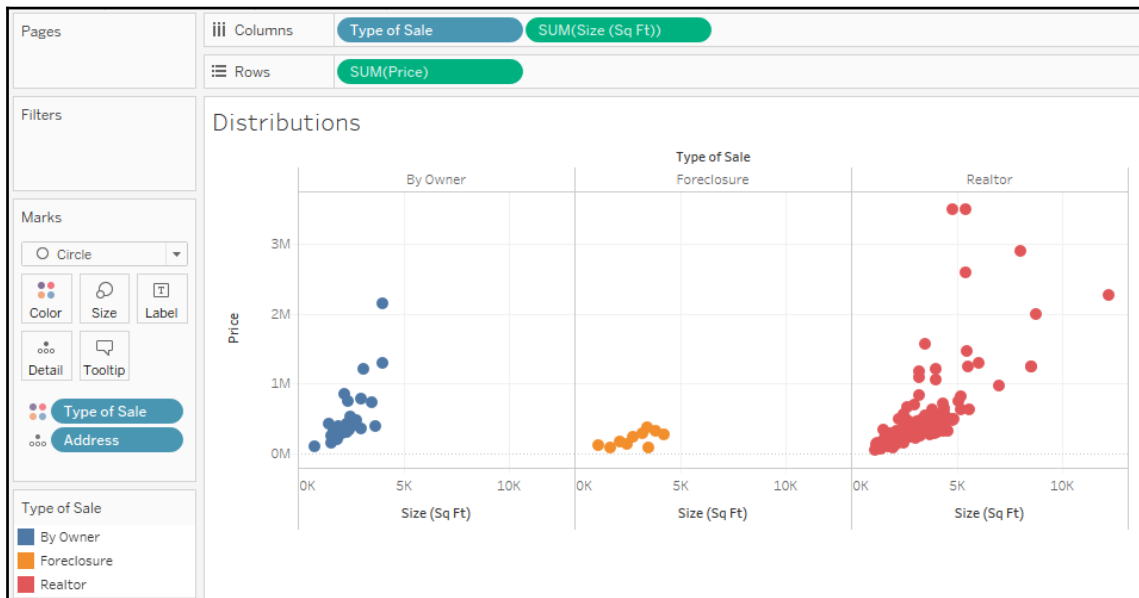 Pages
Columns
Type of Sale
SUM(Size (Sq Ft))
Rows
SUM(Price)
Filters
Distributions
Type of Sale
By Owner
Foreclosure
Realtor
Marks
Circle
Color
Size
Label
Detail
Tooltip
Type of Sale
Address
Price
3M
2M
1M
0M
0K
5K
10K
0K
5K
10K
0K
5K
10K
Size (Sq Ft)
Size (Sq Ft)
Size (Sq Ft)
Type of Sale
By Owner
Foreclosure
Realtor